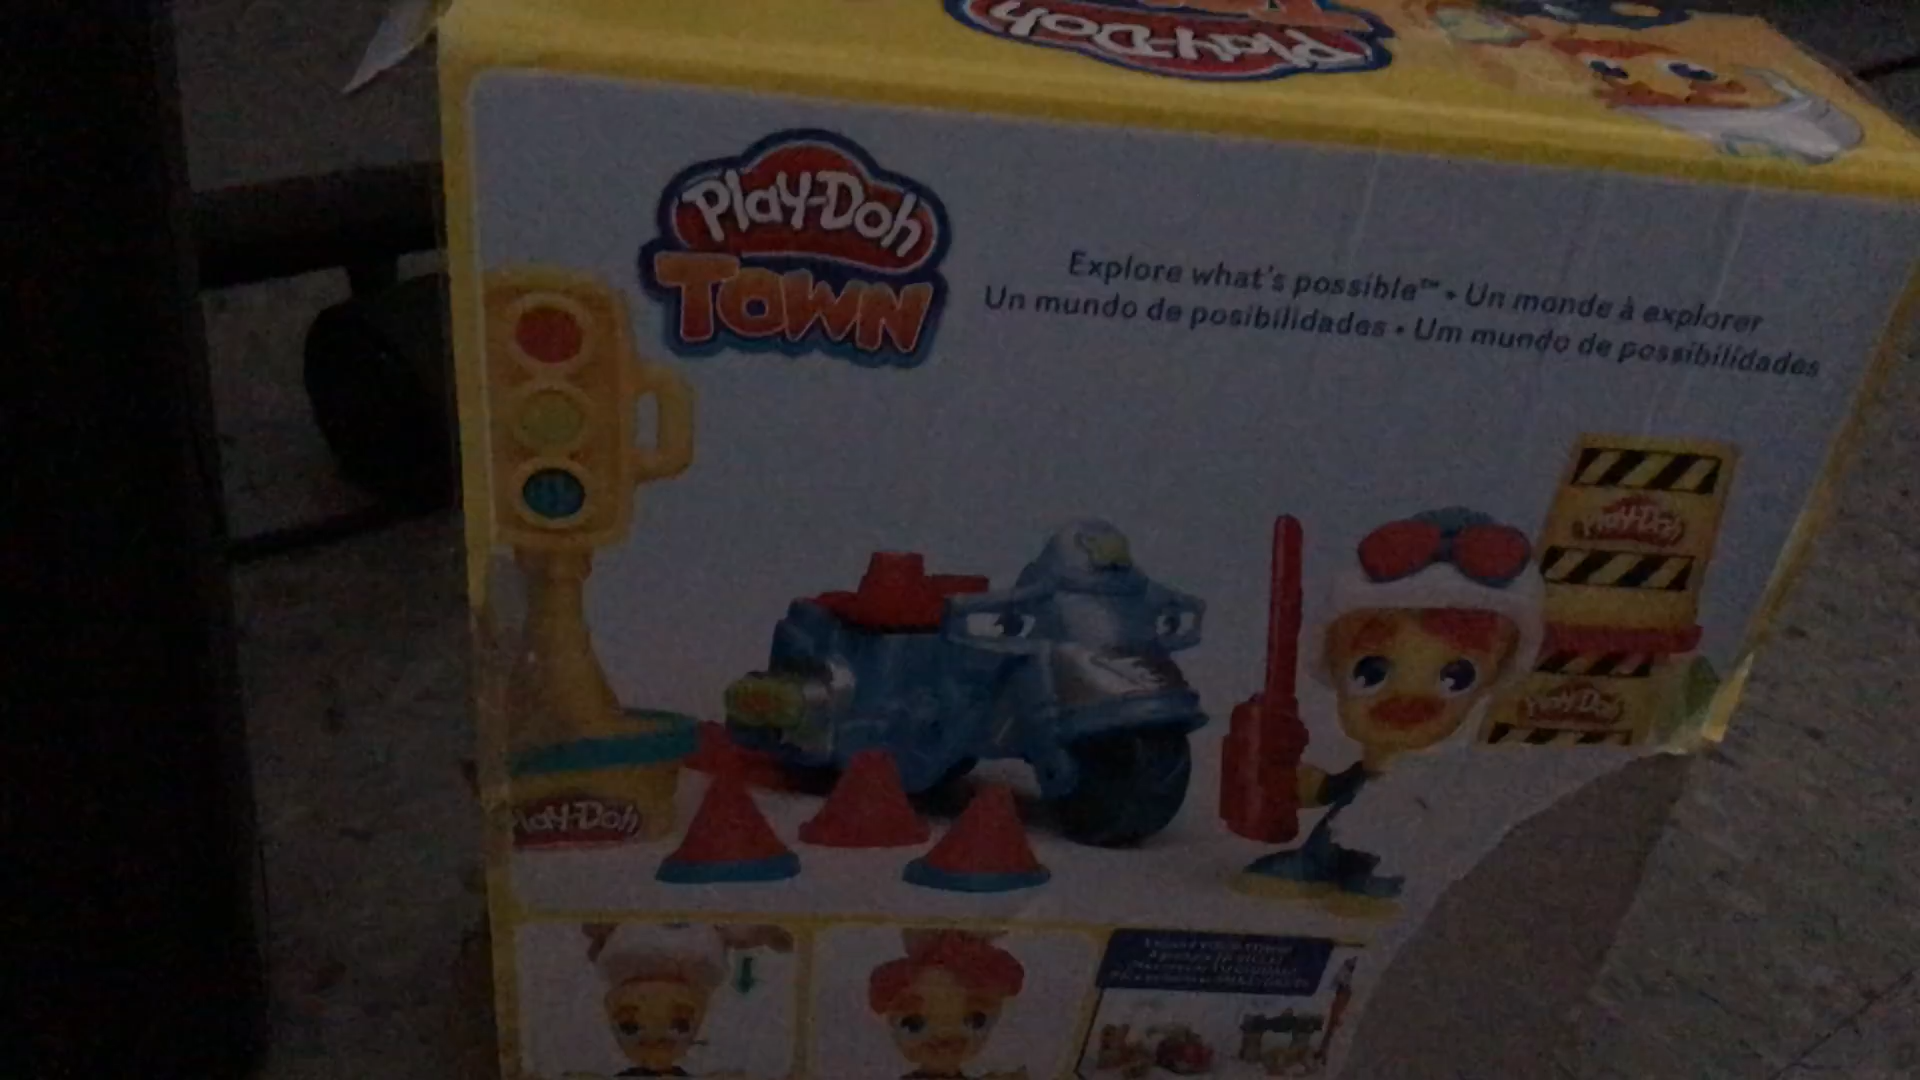 Play-Doh
Play-Doh
TOWN
Explore what's possible™ • Un monde à explorer
Un mundo de posibilidades • Um mundo de possibilidades
Play-Doh
Play-Doh
Play-Doh